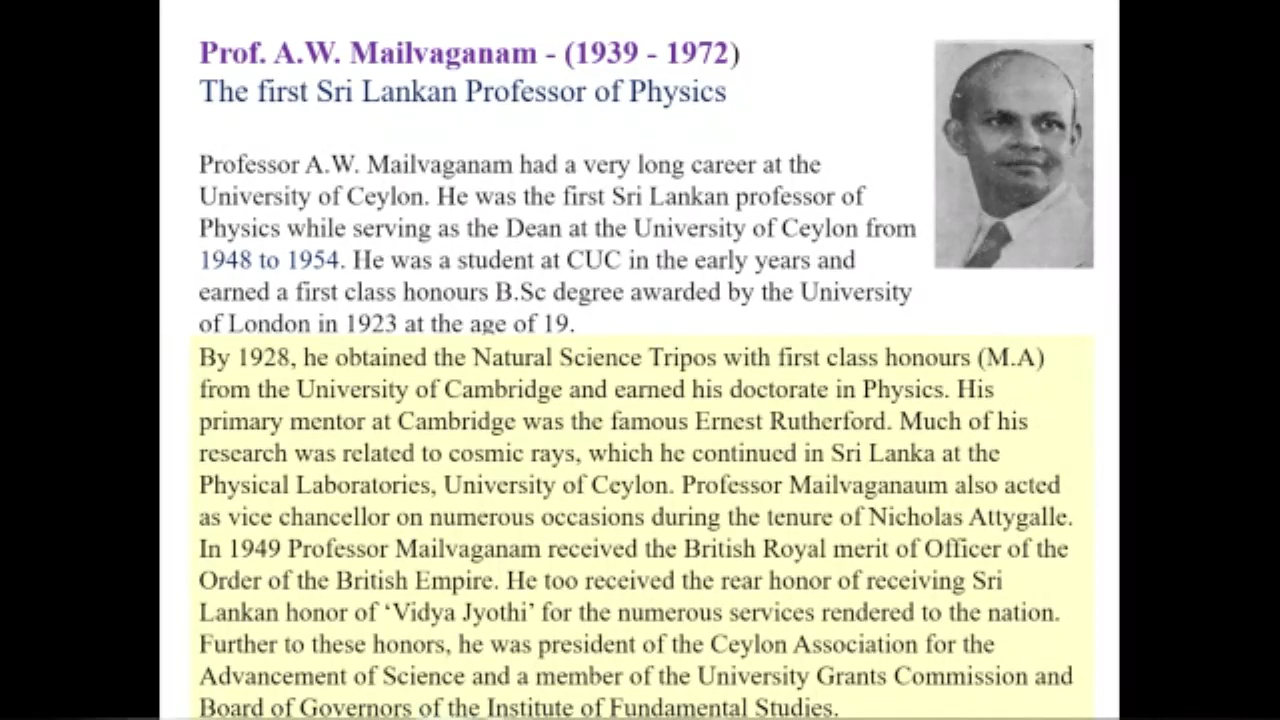 Prof. A.W. Mailvaganam - (1939 - 1972)
The first Sri Lankan Professor of Physics
Professor A.W. Mailvaganam had a very long career at the
University of Ceylon. He was the first Sri Lankan professor of
Physics while serving as the Dean at the University of Ceylon from
1948 to 1954. He was a student at CUC in the early years and
earned a first class honours B.Sc degree awarded by the University
of London in 1923 at the age of 19.
By 1928, he obtained the Natural Science Tripos with first class honours (M.A)
from the University of Cambridge and earned his doctorate in Physics. His
primary mentor at Cambridge was the famous Ernest Rutherford. Much of his
research was related to cosmic rays, which he continued in Sri Lanka at the
Physical Laboratories, University of Ceylon. Professor Mailvaganaum also acted
as vice chancellor on numerous occasions during the tenure of Nicholas Attygalle.
In 1949 Professor Mailvaganam received the British Royal merit of Officer of the
Order of the British Empire. He too received the rear honor of receiving Sri
Lankan honor of ‘Vidya Jyothi’ for the numerous services rendered to the nation.
Further to these honors, he was president of the Ceylon Association for the
Advancement of Science and a member of the University Grants Commission and
Board of Governors of the Institute of Fundamental Studies.